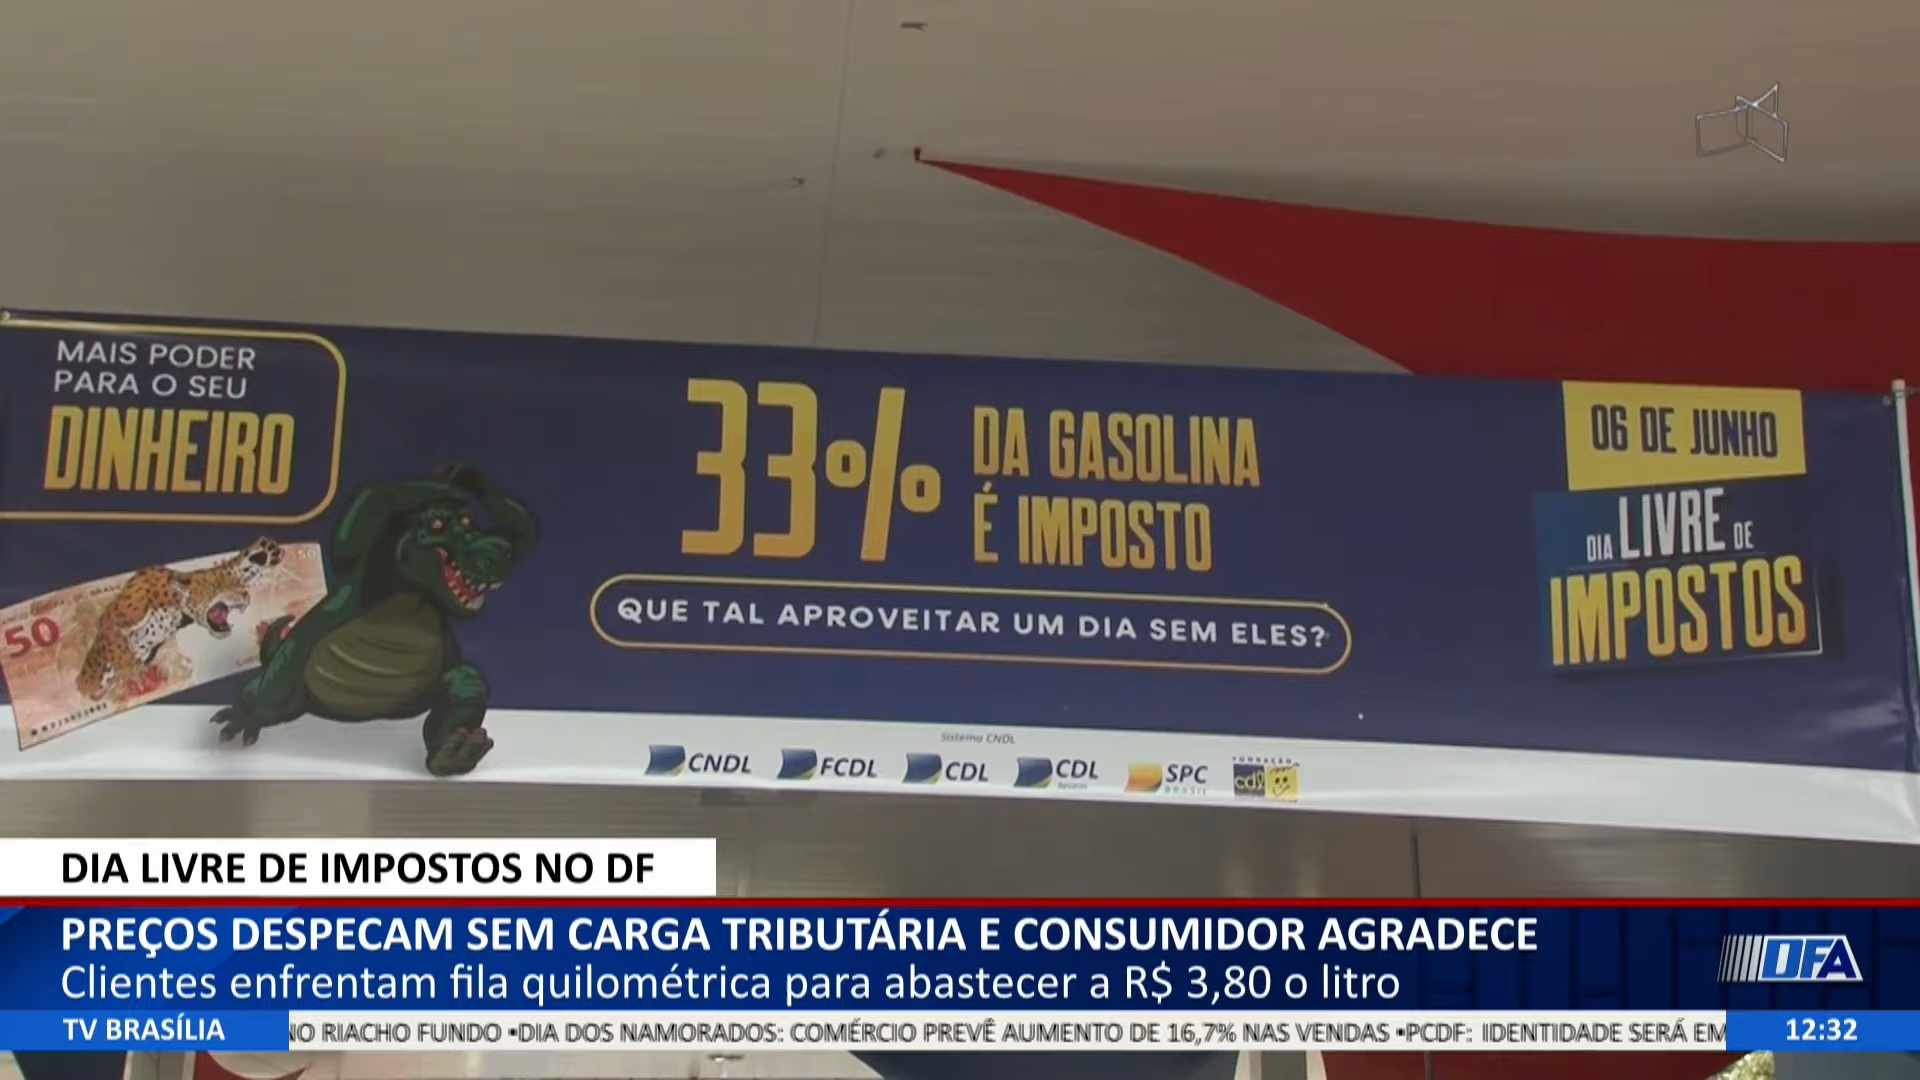 MAIS PODER
PARA O SEU
DINHEIRO
33% DA GASOLINA
É IMPOSTO
QUE TAL APROVEITAR UM DIA SEM ELES?
06 DE JUNHO
DIA LIVRE DE
IMPOSTOS
50
Sistema CNDL
CNDL
FCDL
CDL
CDL
Jovem
SPC
BRASIL
FUNDAÇÃO
cdl
DIA LIVRE DE IMPOSTOS NO DF
PREÇOS DESPECAM SEM CARGA TRIBUTÁRIA E CONSUMIDOR AGRADECE
Clientes enfrentam fila quilométrica para abastecer a R$ 3,80 o litro
DFA
TV BRASÍLIA
NO RIACHO FUNDO •DIA DOS NAMORADOS: COMÉRCIO PREVÊ AUMENTO DE 16,7% NAS VENDAS •PCDF: IDENTIDADE SERÁ EM
12:32